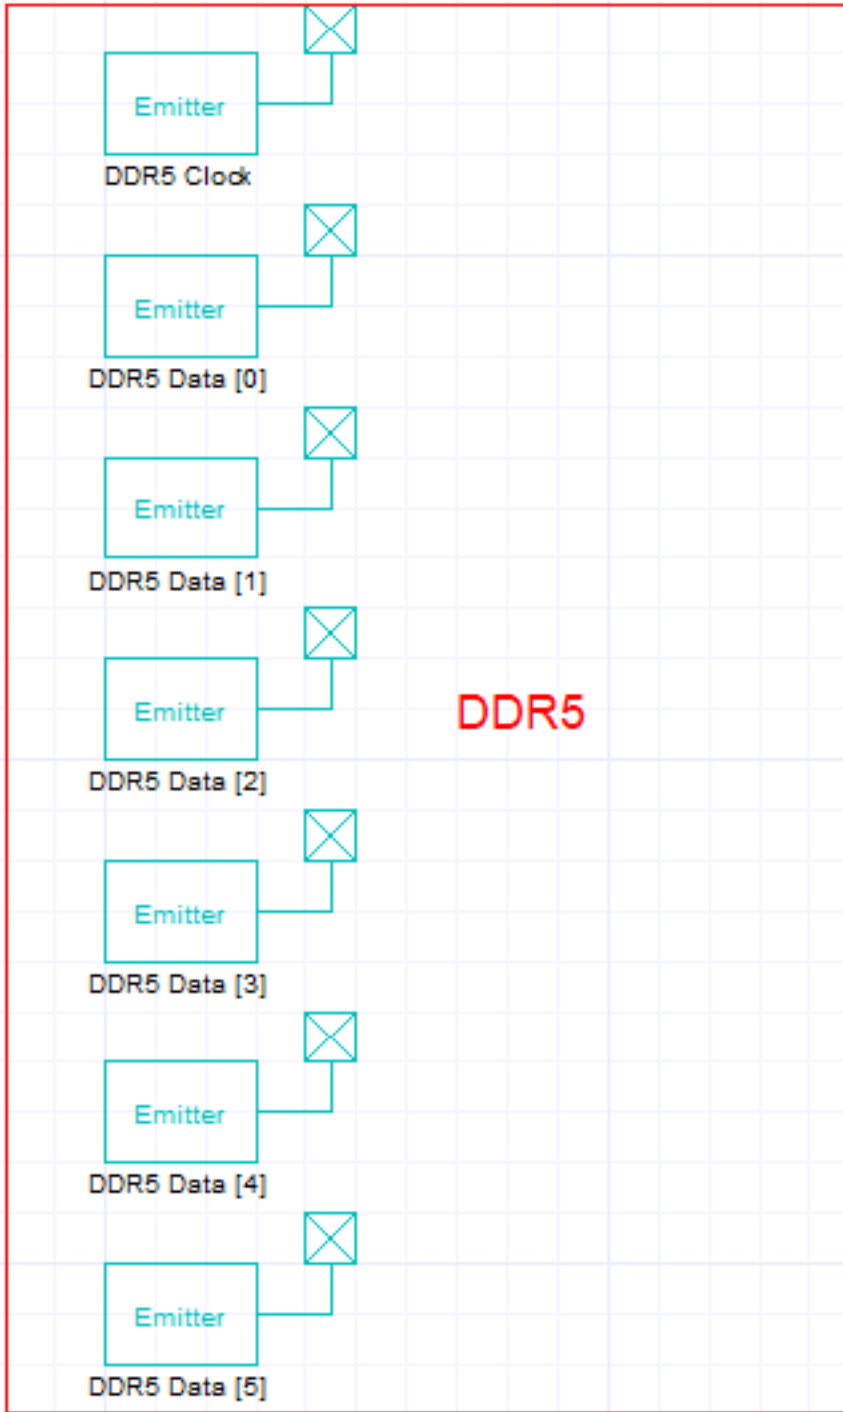 Emitter
DDR5 Clock
Emitter
DDR5 Data [0]
Emitter
DDR5 Data [1]
Emitter
DDR5
DDR5 Data [2]
Emitter
DDR5 Data [3]
Emitter
DDR5 Data [4]
Emitter
DDR5 Data [5]